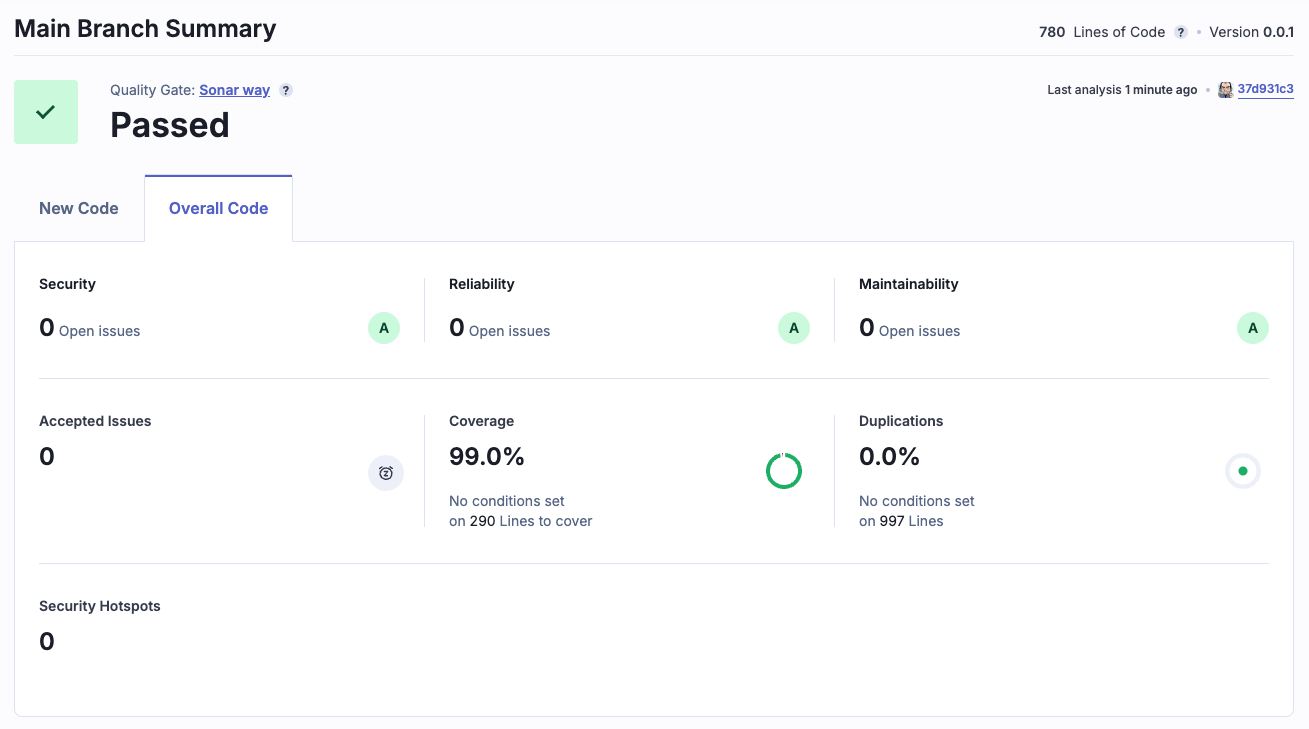 Main Branch Summary
780 Lines of Code ? • Version 0.0.1
Quality Gate: Sonar way ?
Passed
Last analysis 1 minute ago • 37d931c3
New Code
Overall Code
Security
0 Open issues
A
Reliability
0 Open issues
A
Maintainability
0 Open issues
A
Accepted Issues
0
Coverage
99.0%
No conditions set
on 290 Lines to cover
Duplications
0.0%
No conditions set
on 997 Lines
Security Hotspots
0